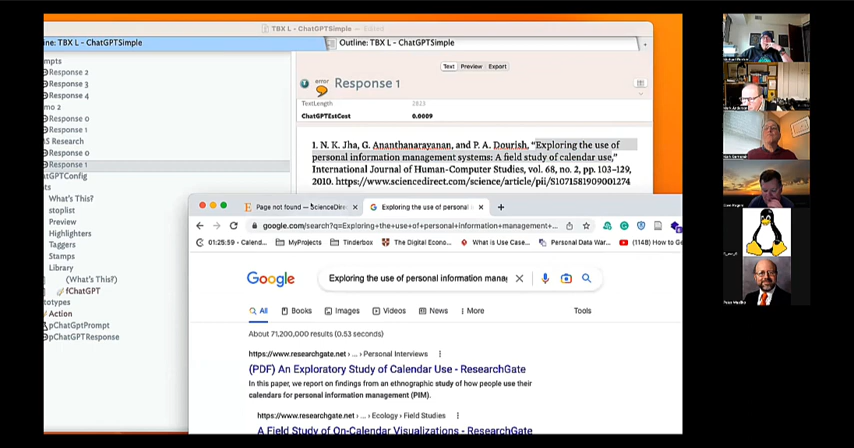 TBX L - ChatGPTSimple — Edited
ine: TBX L - ChatGPTSimple
Outline: TBX L - ChatGPTSimple
mpts
Response 2
Response 3
Response 4
mo 2
Response 0
Response 1
S Research
Response 0
Response 1
tGPTConfig
ts
What's This?
stoplist
Preview
Highlighters
Taggers
Stamps
Library
(What's This?)
fChatGPT
totypes
Action
pChatGptPrompt
pChatGPTResponse
Text Preview Export
error
Response 1
TextLength 2823
ChatGPTEstCost 0.0009
1. N. K. Jha, G. Ananthanarayanan, and P. A. Dourish, “Exploring the use of
personal information management systems: A field study of calendar use,”
International Journal of Human-Computer Studies, vol. 68, no. 2, pp. 103–129,
2010. https://www.sciencedirect.com/science/article/pii/S1071581909001274
Page not found — ScienceDire
Exploring the use of personal i
google.com/search?q=Exploring+the+use+of+personal+information+management+...
01:25:59 - Calend...
MyProjects
Tinderbox
The Digital Econo...
What is Use Case...
Personal Data War...
(1148) How to Ge
Google
Exploring the use of personal information mana
All Books Images Videos News More Tools
About 71,200,000 results (0.53 seconds)
https://www.researchgate.net › ... › Personal Interviews
(PDF) An Exploratory Study of Calendar Use - ResearchGate
In this paper, we report on findings from an ethnographic study of how people use their
calendars for personal information management (PIM).
https://www.researchgate.net › ... › Ecology › Field Studies
A Field Study of On-Calendar Visualizations - ResearchGate